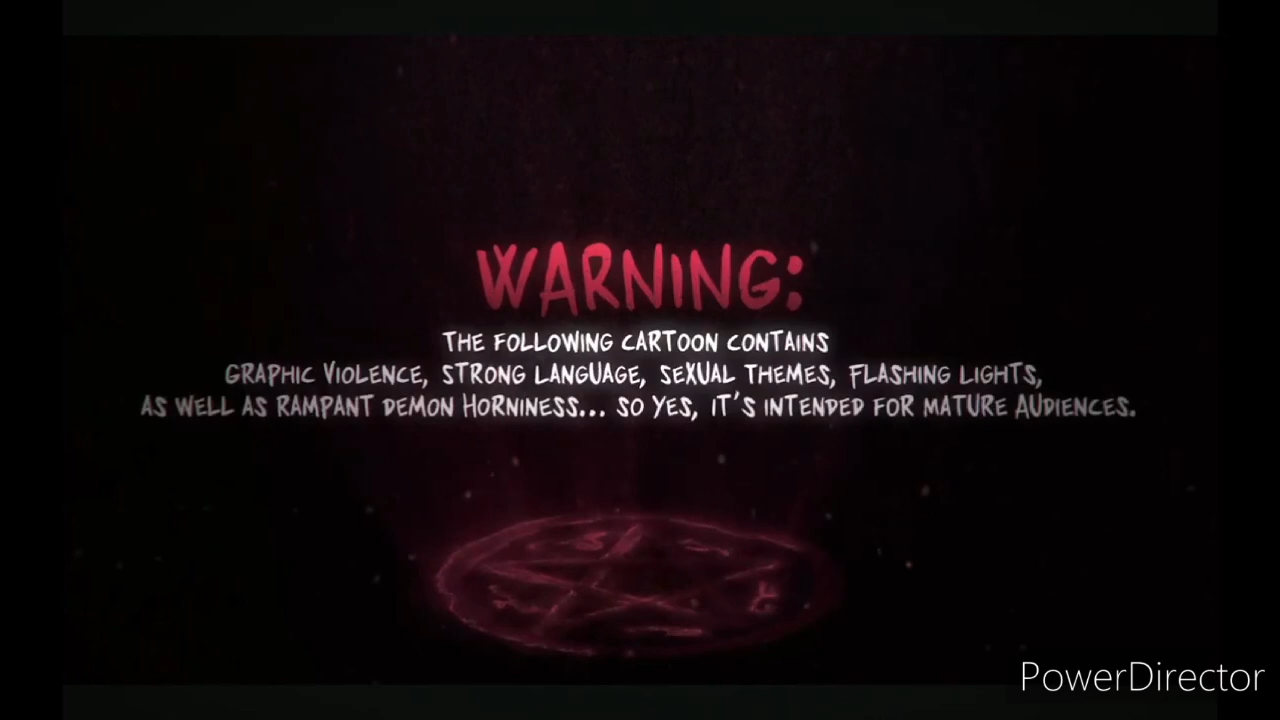 WARNING:
THE FOLLOWING CARTOON CONTAINS
GRAPHIC VIOLENCE, STRONG LANGUAGE, SEXUAL THEMES, FLASHING LIGHTS,
AS WELL AS RAMPANT DEMON HORNINESS... SO YES, IT'S INTENDED FOR MATURE AUDIENCES.
PowerDirector